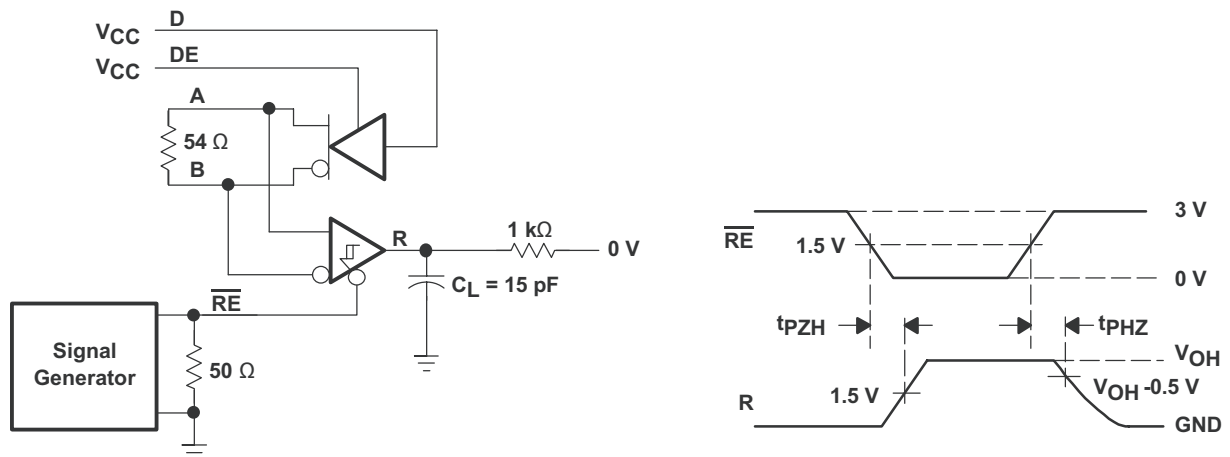 D
VCC
DE
VCC
A
54 Ω
B
R
1 kΩ
0 V
CL = 15 pF
RE
Signal
Generator
50 Ω
3 V
RE
1.5 V
0 V
tPZH
tPHZ
VOH
VOH -0.5 V
1.5 V
R
GND